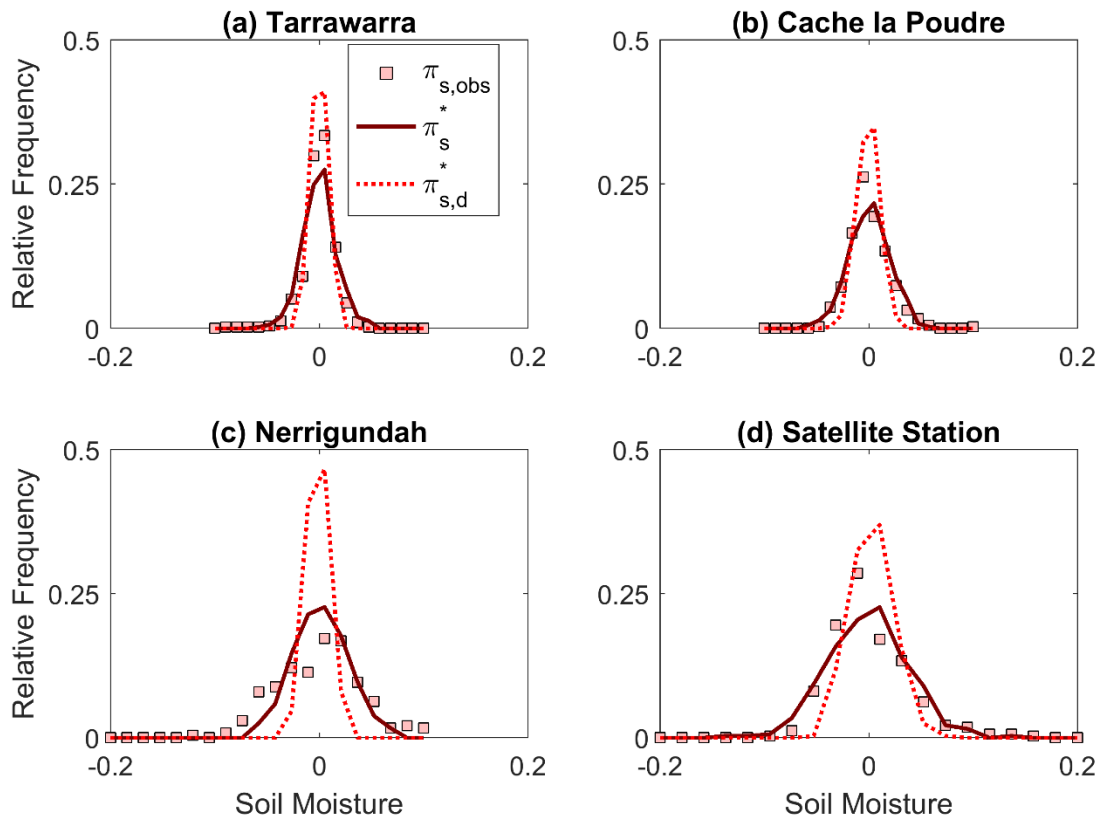 (a) Tarrawarra
(b) Cache la Poudre
Relative Frequency
0.5
0.25
0
-0.2
0
0.2
π s,obs
π s *
π s,d *
0.5
0.25
0
-0.2
0
0.2
(c) Nerrigundah
(d) Satellite Station
Relative Frequency
0.5
0.25
0
-0.2
0
0.2
Soil Moisture
0.5
0.25
0
-0.2
0
0.2
Soil Moisture